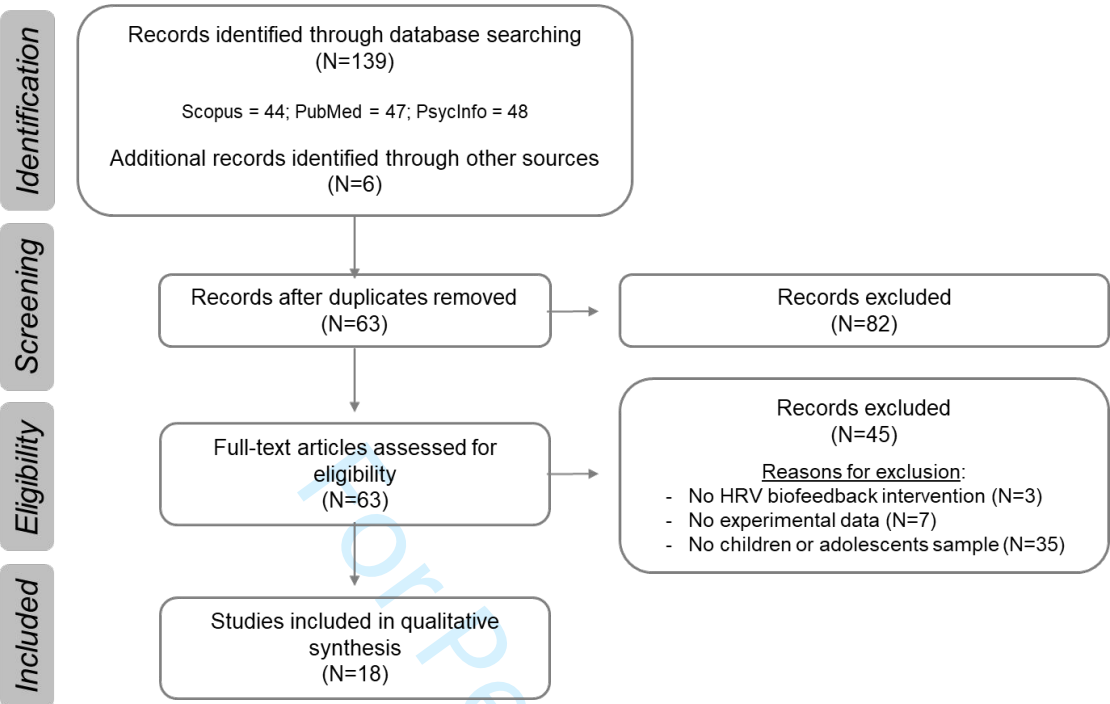 Identification
Records identified through database searching
(N=139)
Scopus = 44; PubMed = 47; PsycInfo = 48
Additional records identified through other sources
(N=6)
Screening
Records after duplicates removed
(N=63)
Records excluded
(N=82)
Eligibility
Full-text articles assessed for
eligibility
(N=63)
Records excluded
(N=45)
Reasons for exclusion:
- No HRV biofeedback intervention (N=3)
- No experimental data (N=7)
- No children or adolescents sample (N=35)
Included
Studies included in qualitative
synthesis
(N=18)
For Pe